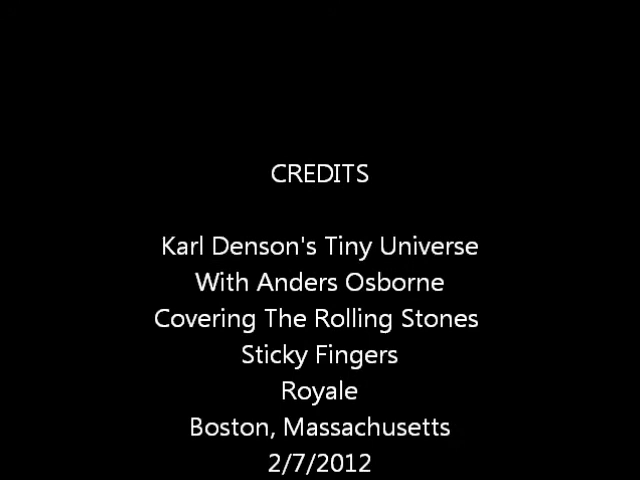 CREDITS
Karl Denson's Tiny Universe
With Anders Osborne
Covering The Rolling Stones
Sticky Fingers
Royale
Boston, Massachusetts
2/7/2012